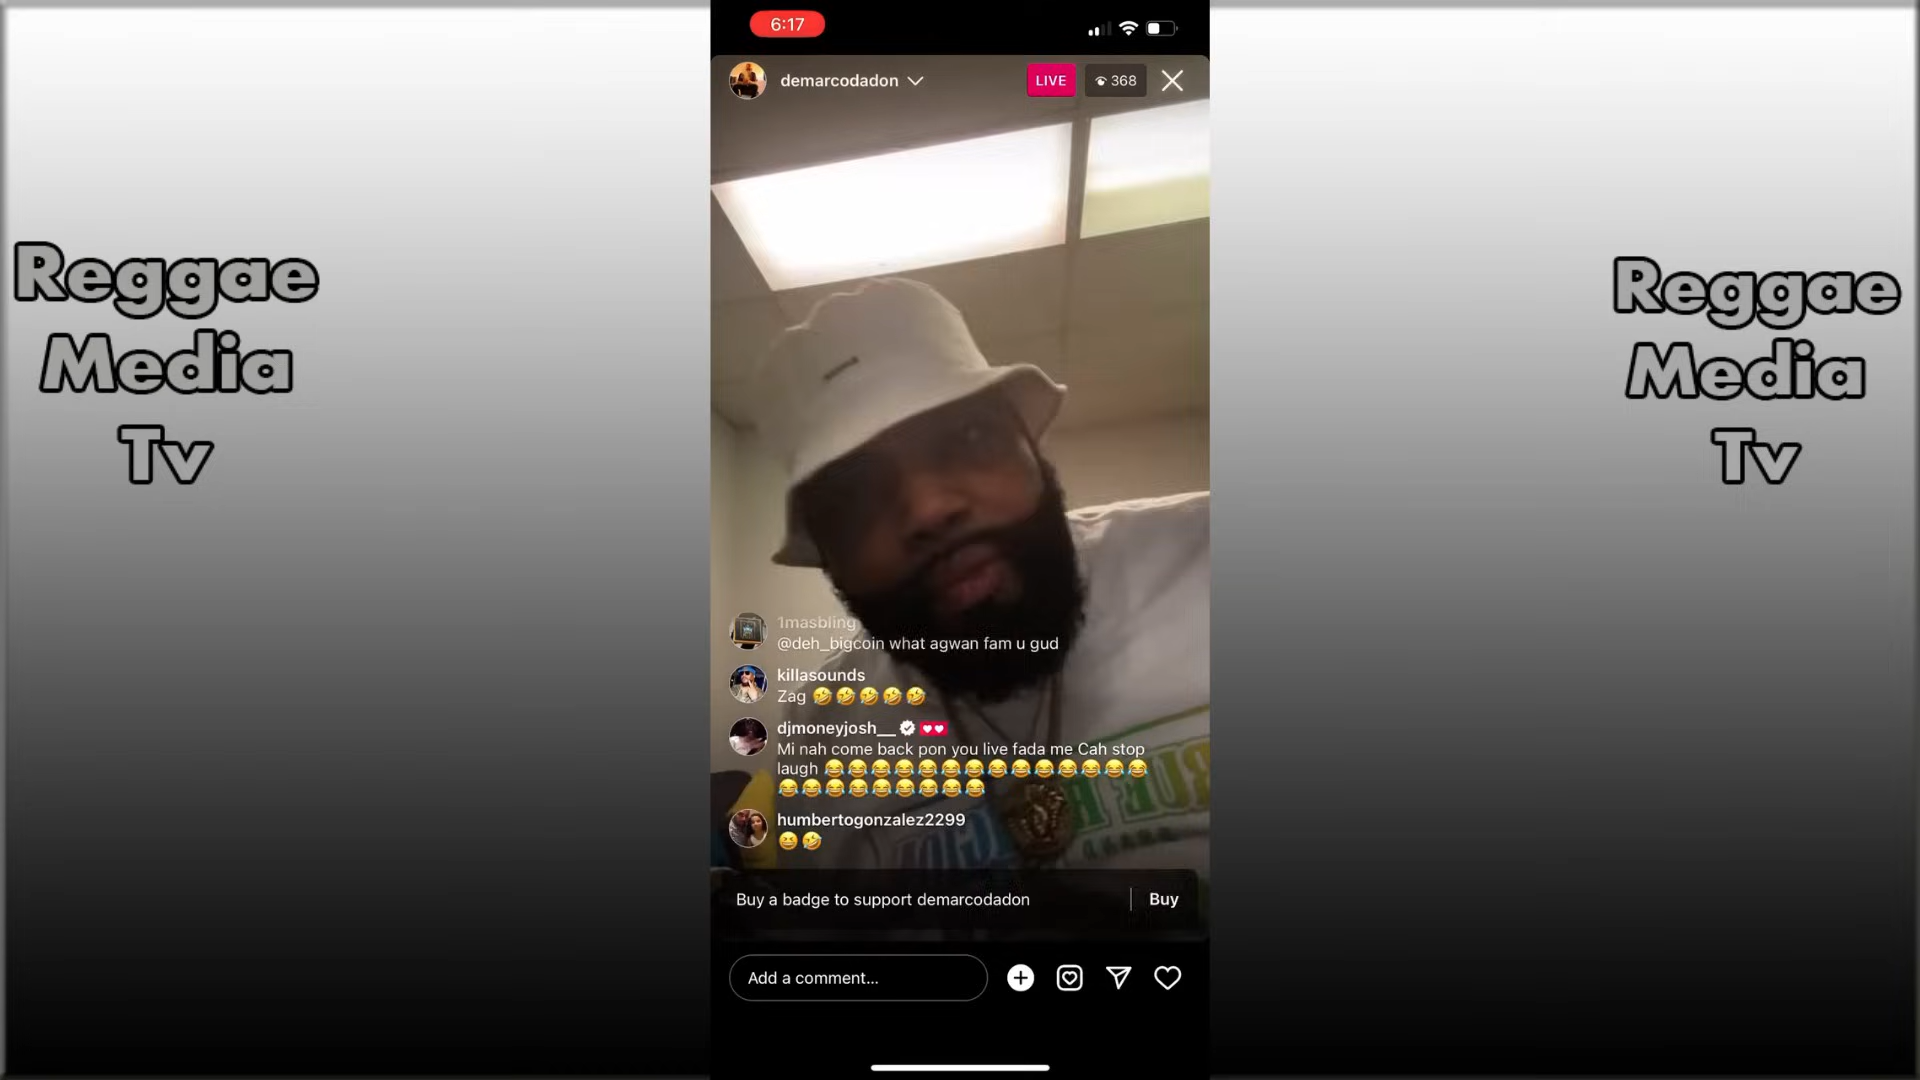 6:17
demarcodadon
LIVE
368
Reggae
Media
Tv
Reggae
Media
Tv
1masbling
@deh_bigcoin what agwan fam u gud
killasounds
Zag 🤣🤣🤣🤣🤣
djmoneyjosh__
Mi nah come back pon you live fada me Cah stop
laugh 😂😂😂😂😂😂😂😂😂😂😂😂😂😂
😂😂😂😂😂😂😂😂😂
humbertogonzalez2299
😆🤣
Buy a badge to support demarcodadon
Buy
Add a comment...